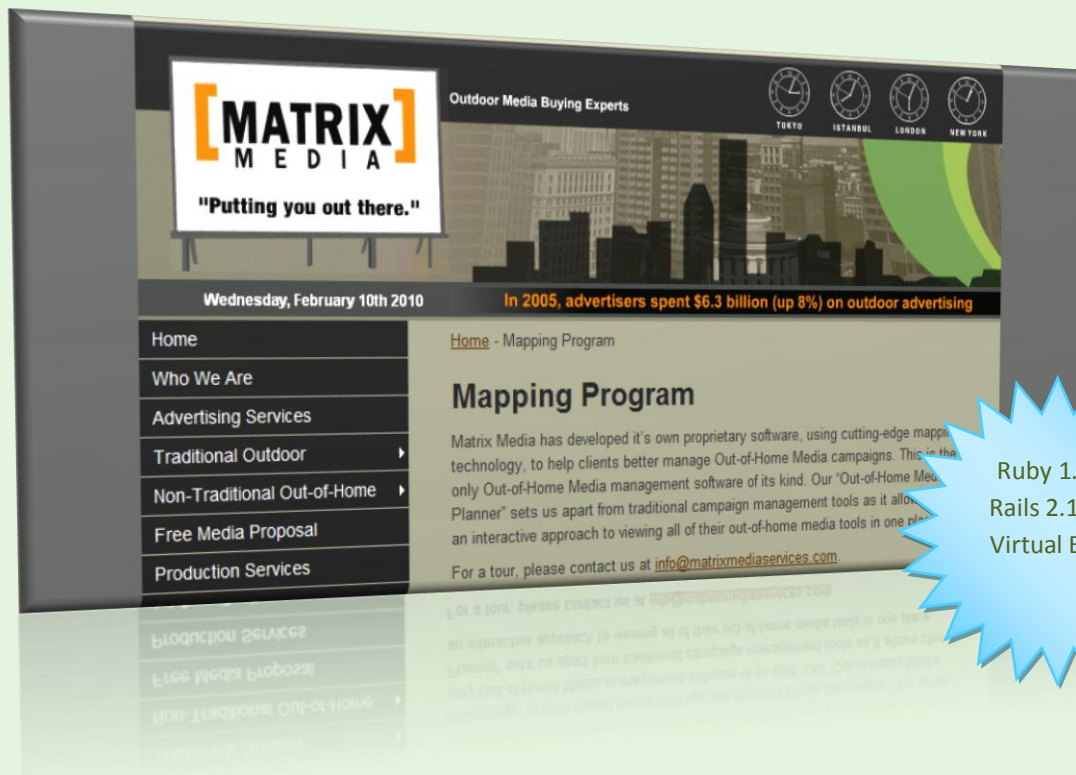 [MATRIX]
MEDIA
"Putting you out there."
Outdoor Media Buying Experts
TOKYO
ISTANBUL
LONDON
NEW YORK
Wednesday, February 10th 2010
In 2005, advertisers spent $6.3 billion (up 8%) on outdoor advertising
Home
Who We Are
Advertising Services
Traditional Outdoor
Non-Traditional Out-of-Home
Free Media Proposal
Production Services
Home - Mapping Program
Mapping Program
Matrix Media has developed it's own proprietary software, using cutting-edge
technology, to help clients better manage Out-of-Home Media campaigns. This is the
only Out-of-Home Media management software of its kind. Our "Out-of-Home
Planner" sets us apart from traditional campaign management tools as it
an interactive approach to viewing all of their out-of-home media tools in one
For a tour, please contact us at info@matrixmediaservices.com.
Ruby 1.
Rails 2.1
Virtual